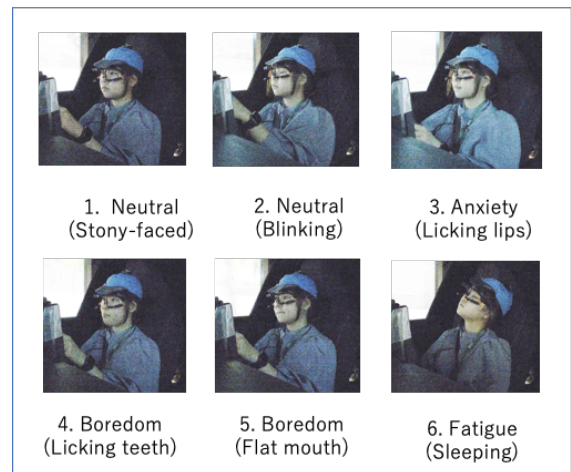 1. Neutral
(Stony-faced)
2. Neutral
(Blinking)
3. Anxiety
(Licking lips)
4. Boredom
(Licking teeth)
5. Boredom
(Flat mouth)
6. Fatigue
(Sleeping)